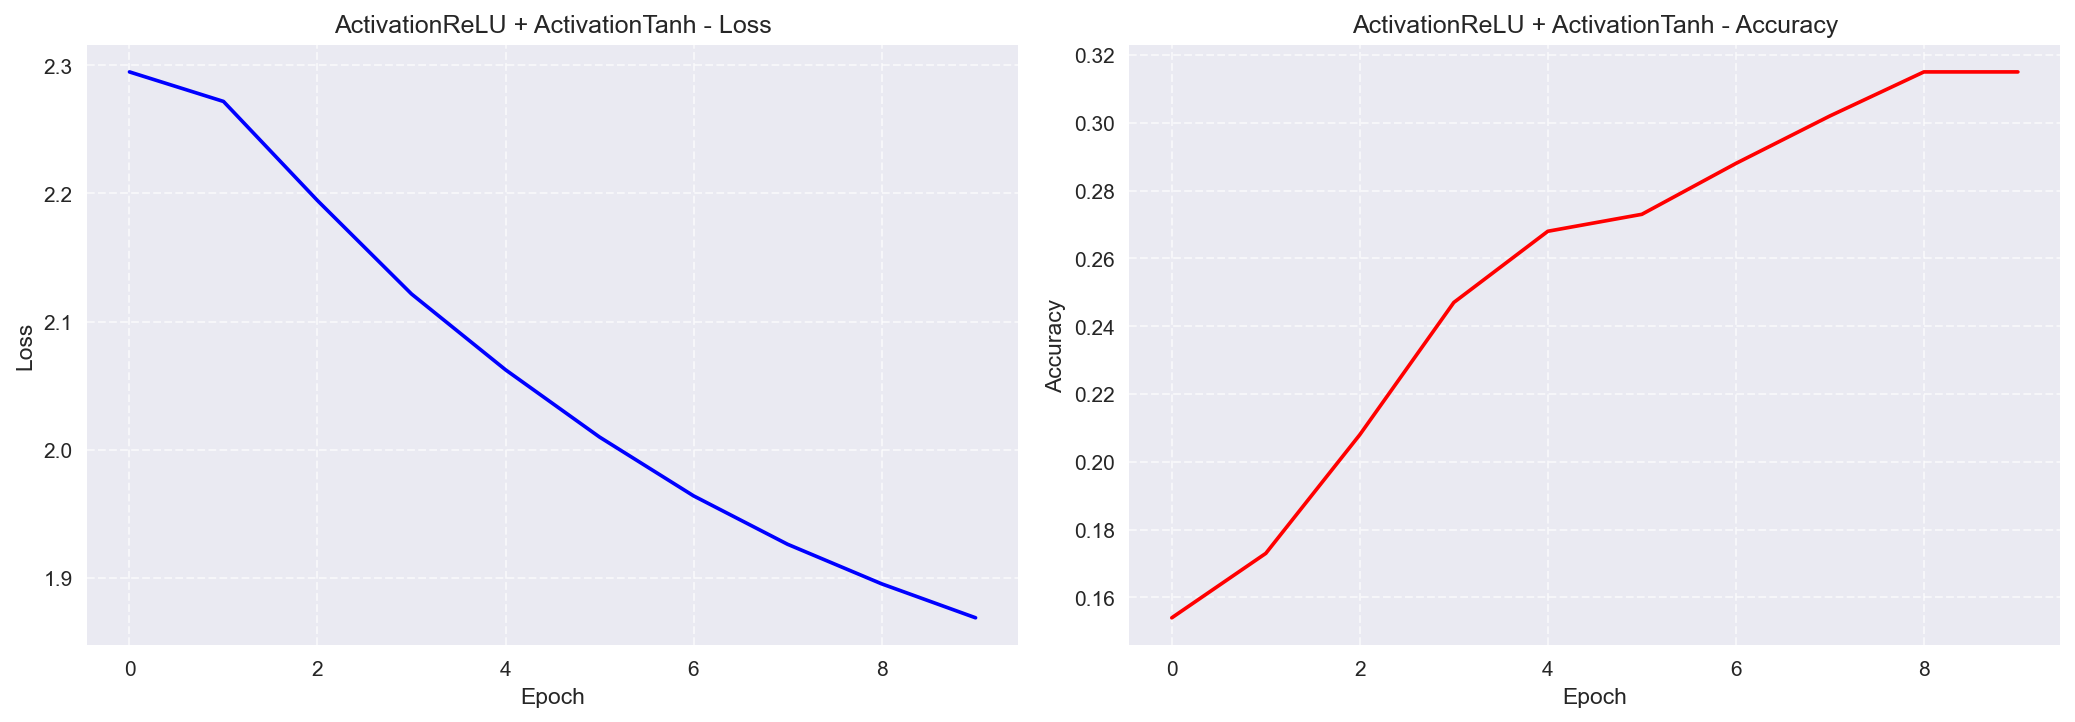 ActivationReLU + ActivationTanh - Loss
2.3
2.2
2.1
2.0
1.9
Loss
0 2 4 6 8
Epoch
ActivationReLU + ActivationTanh - Accuracy
0.32
0.30
0.28
0.26
0.24
0.22
0.20
0.18
0.16
Accuracy
0 2 4 6 8
Epoch